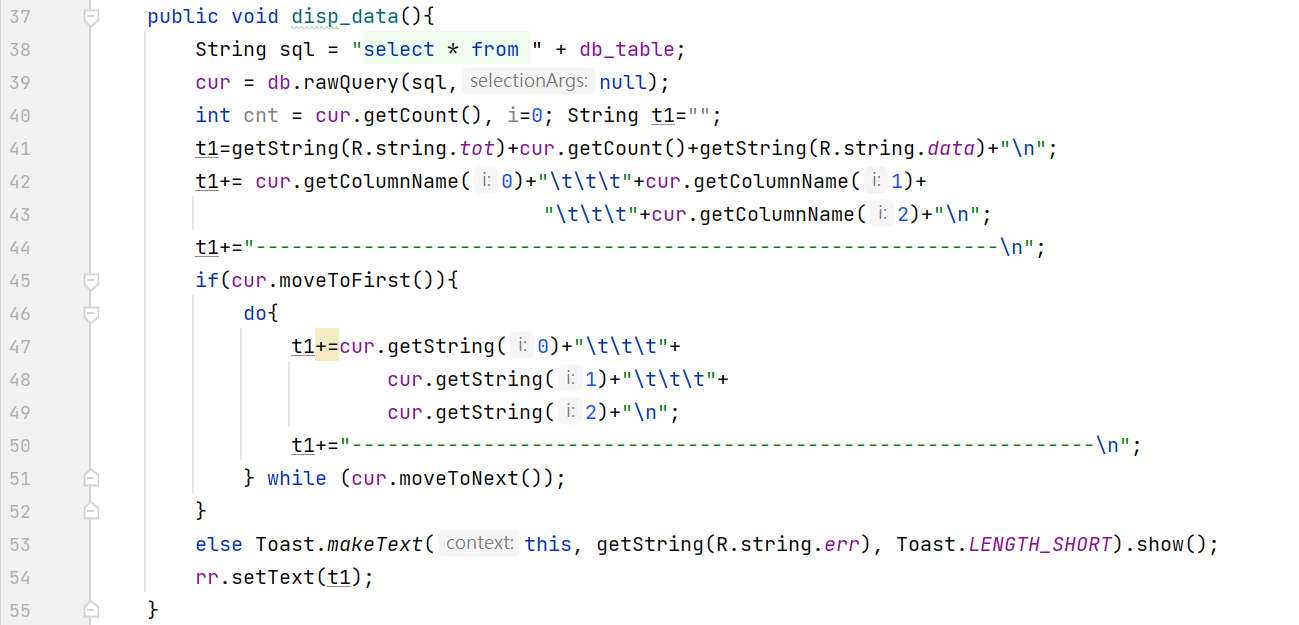 37 public void disp_data(){
38 String sql = "select * from " + db_table;
39 cur = db.rawQuery(sql, selectionArgs: null);
40 int cnt = cur.getCount(), i=0; String t1="";
41 t1=getString(R.string.tot)+cur.getCount()+getString(R.string.data)+"\n";
42 t1+= cur.getColumnName( i: 0)+"\t\t\t"+cur.getColumnName( i: 1)+
43 "\t\t\t"+cur.getColumnName( i: 2)+"\n";
44 t1+="--------------------------------------------------------------\n";
45 if(cur.moveToFirst()){
46 do{
47 t1+=cur.getString( i: 0)+"\t\t\t"+
48 cur.getString( i: 1)+"\t\t\t"+
49 cur.getString( i: 2)+"\n";
50 t1+="--------------------------------------------------------------\n";
51 } while (cur.moveToNext());
52 }
53 else Toast.makeText( context: this, getString(R.string.err), Toast.LENGTH_SHORT).show();
54 rr.setText(t1);
55 }